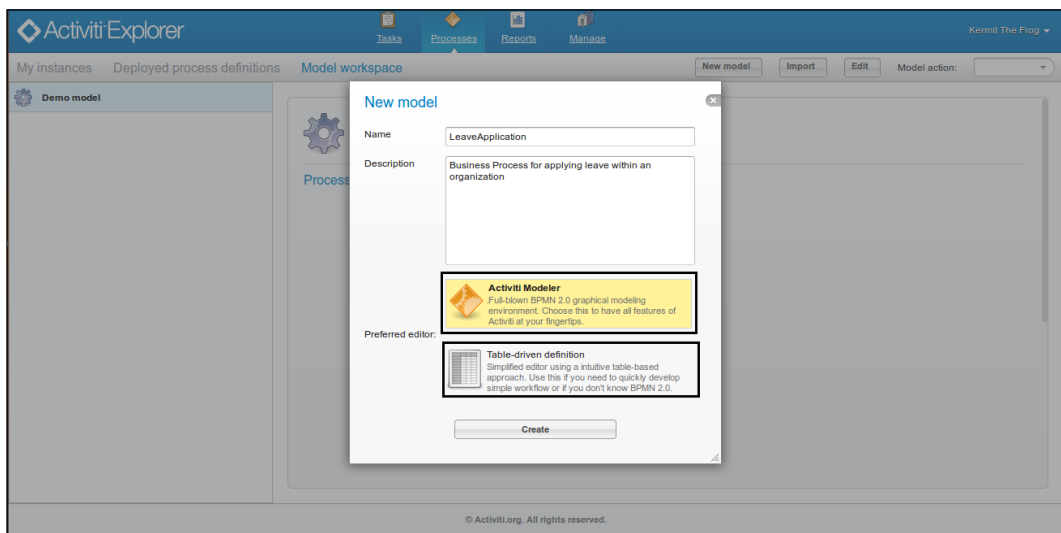 Activiti Explorer
Tasks
Processes
Reports
Manage
Kermit The Frog
My instances
Deployed process definitions
Model workspace
New model
Import
Edit
Model action:
Demo model
New model
Name
LeaveApplication
Description
Business Process for applying leave within an
organization
Process
Preferred editor:
Activiti Modeler
Full-blown BPMN 2.0 graphical modeling
environment. Choose this to have all features of
Activiti at your fingertips.
Table-driven definition
Simplified editor using a intuitive table-based
approach. Use this if you need to quickly develop
simple workflow or if you don't know BPMN 2.0.
Create
© Activiti.org. All rights reserved.